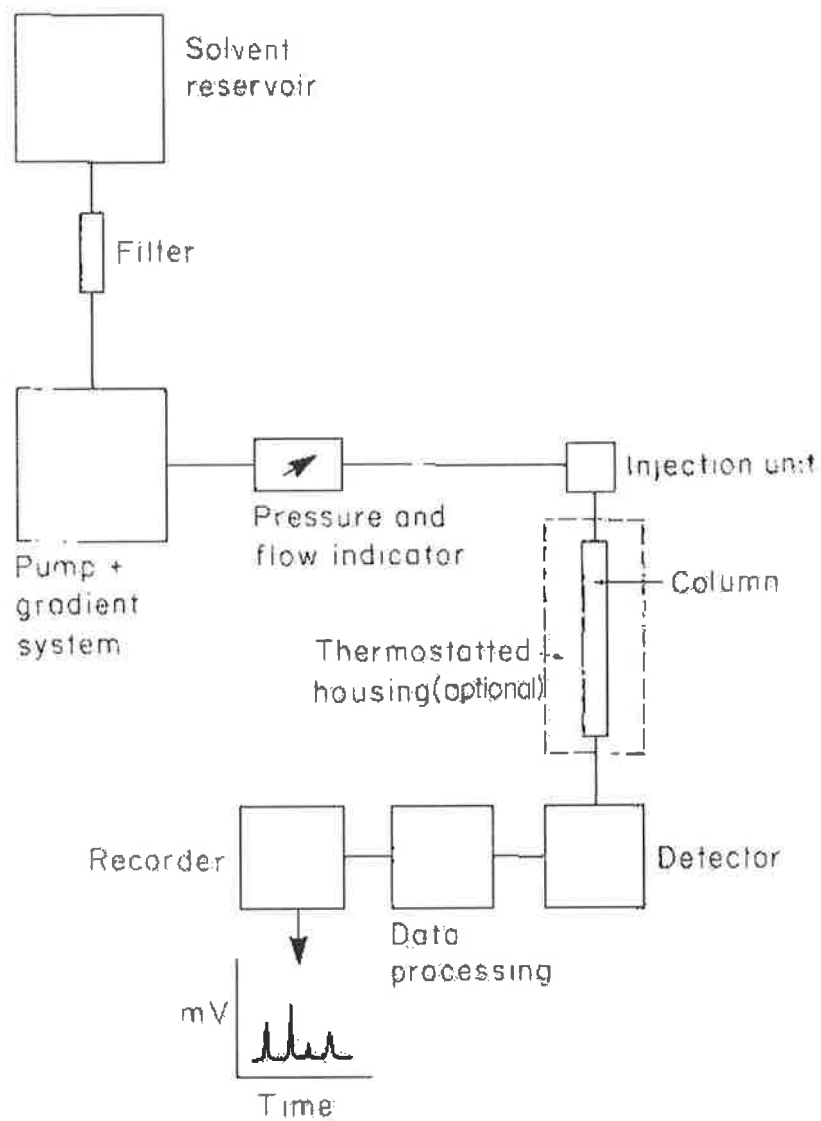 Solvent
reservoir
Filter
Pump +
gradient
system
Pressure and
flow indicator
Injection unit
Column
Thermostatted
housing(optional)
Recorder
Data
processing
Detector
mV
Time